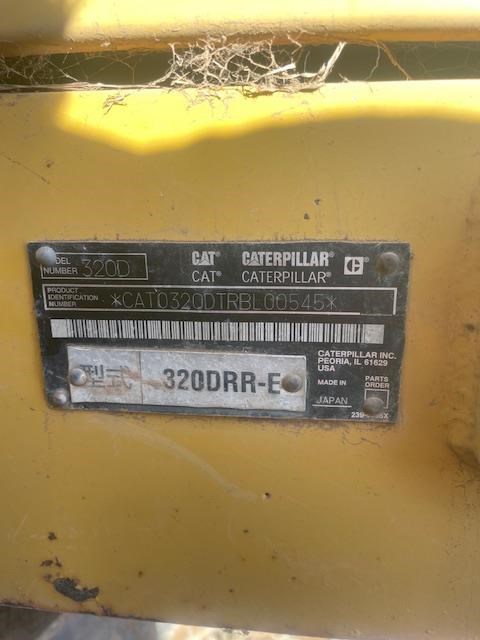 MODEL NUMBER 320D
CAT® CATERPILLAR®
CAT® CATERPILLAR®
C ®
PRODUCT IDENTIFICATION NUMBER *CAT0320DTRBL00545*
型式 320DRR-E
CATERPILLAR INC.
PEORIA, IL 61629
USA
MADE IN
JAPAN
PARTS ORDER